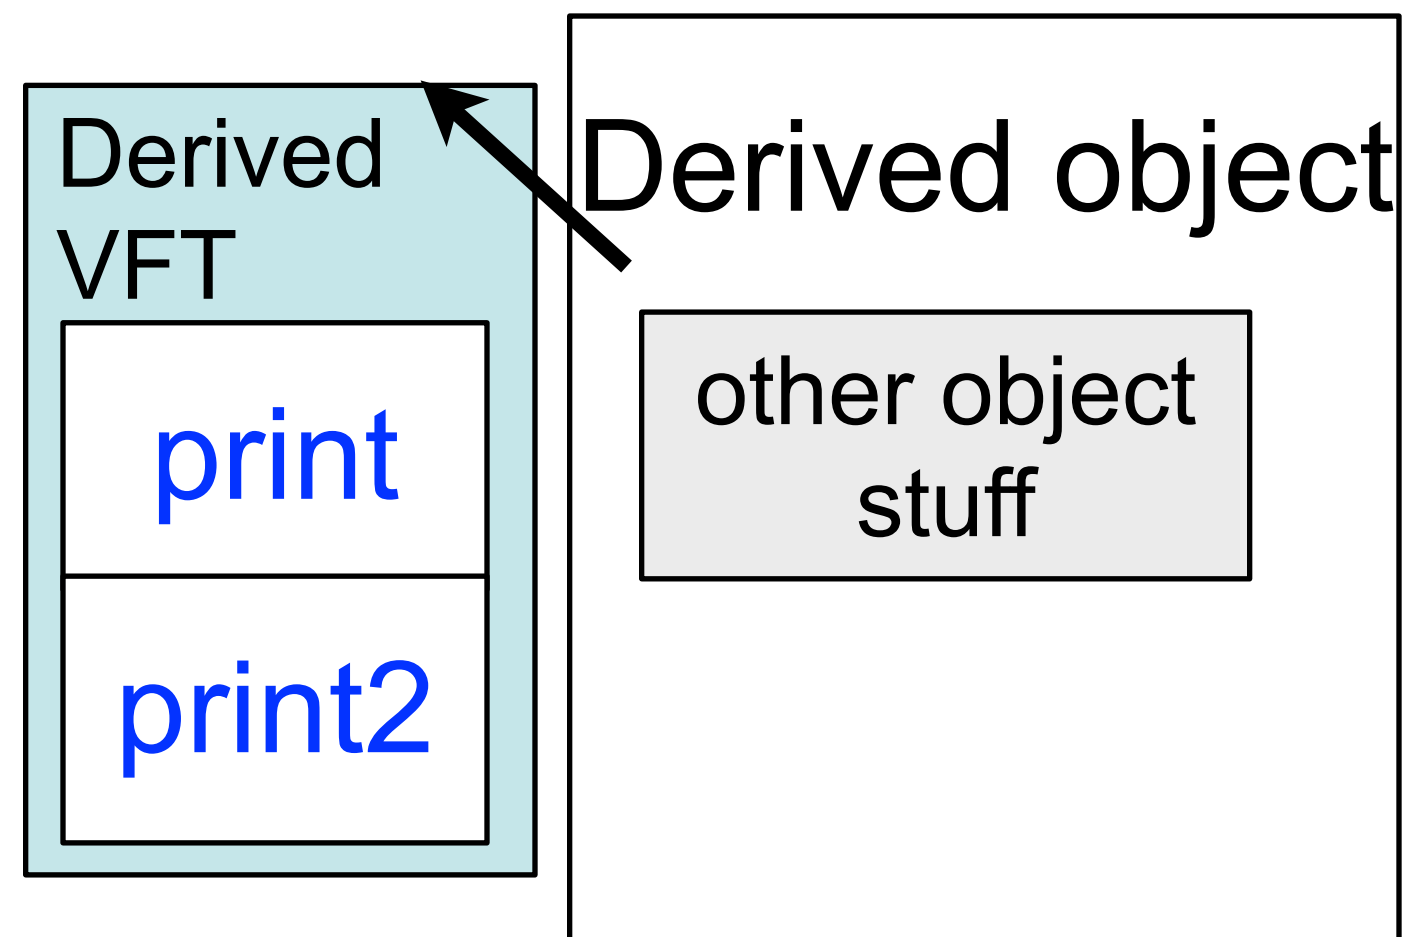 Derived
VFT
print
print2
Derived object
other object
stuff